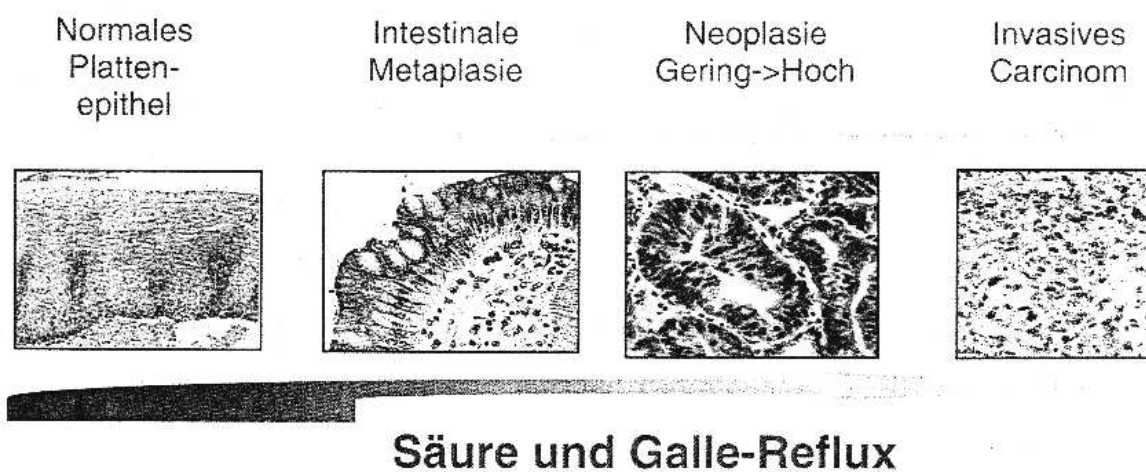 Normales
Platten-
epithel
Intestinale
Metaplasie
Neoplasie
Gering->Hoch
Invasives
Carcinom
Säure und Galle-Reflux